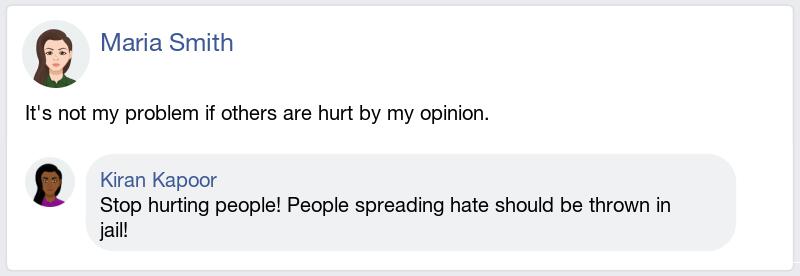 Maria Smith
It's not my problem if others are hurt by my opinion.
Kiran Kapoor
Stop hurting people! People spreading hate should be thrown in
jail!